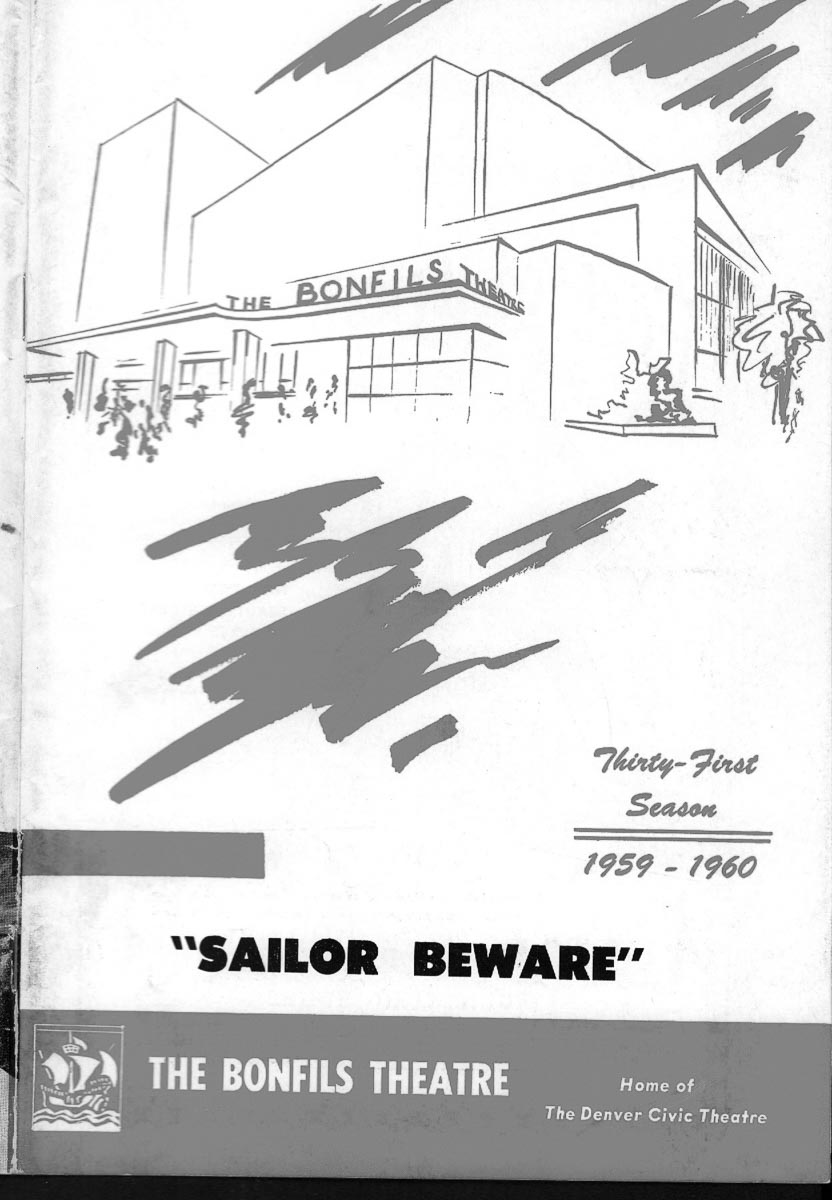 THE BONFILS THEATRE
Thirty-First
Season
1959 - 1960
"SAILOR BEWARE"
THE BONFILS THEATRE
Home of
The Denver Civic Theatre